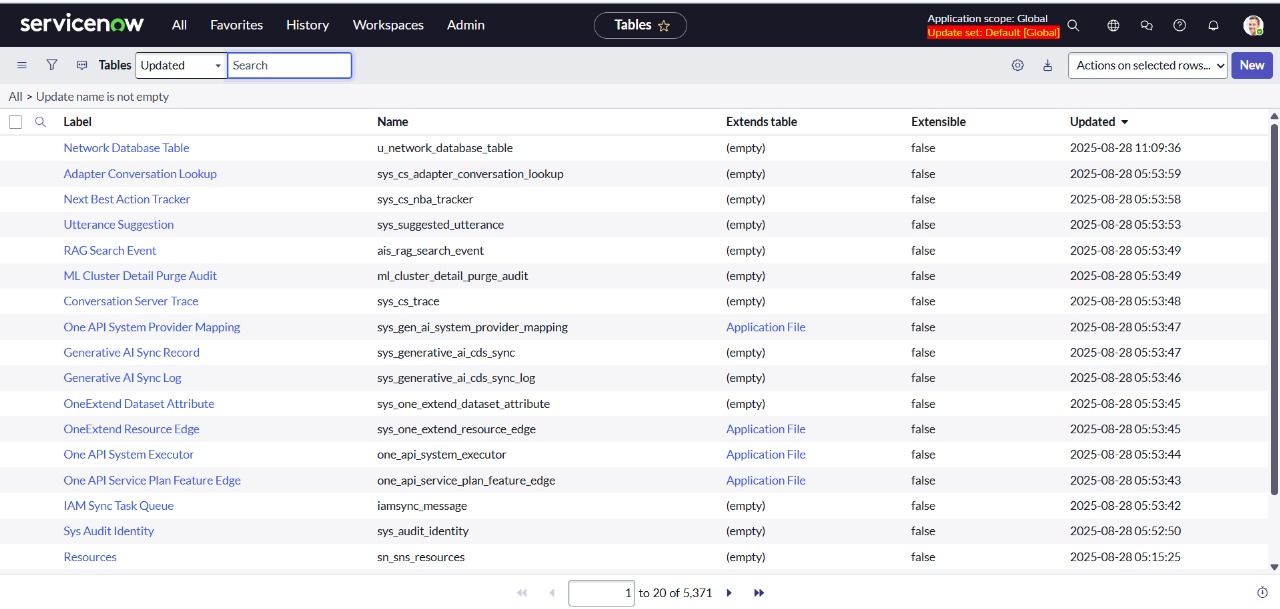 servicenow All Favorites History Workspaces Admin Tables Application scope: Global
Update set: Default [Global]
Tables Updated Search Actions on selected rows... New
All > Update name is not empty
Label Name Extends table Extensible Updated
Network Database Table u_network_database_table (empty) false 2025-08-28 11:09:36
Adapter Conversation Lookup sys_cs_adapter_conversation_lookup (empty) false 2025-08-28 05:53:59
Next Best Action Tracker sys_cs_nba_tracker (empty) false 2025-08-28 05:53:58
Utterance Suggestion sys_suggested_utterance (empty) false 2025-08-28 05:53:53
RAG Search Event ais_rag_search_event (empty) false 2025-08-28 05:53:49
ML Cluster Detail Purge Audit ml_cluster_detail_purge_audit (empty) false 2025-08-28 05:53:49
Conversation Server Trace sys_cs_trace (empty) false 2025-08-28 05:53:48
One API System Provider Mapping sys_gen_ai_system_provider_mapping Application File false 2025-08-28 05:53:47
Generative AI Sync Record sys_generative_ai_cds_sync (empty) false 2025-08-28 05:53:47
Generative AI Sync Log sys_generative_ai_cds_sync_log (empty) false 2025-08-28 05:53:46
OneExtend Dataset Attribute sys_one_extend_dataset_attribute (empty) false 2025-08-28 05:53:45
OneExtend Resource Edge sys_one_extend_resource_edge Application File false 2025-08-28 05:53:45
One API System Executor one_api_system_executor Application File false 2025-08-28 05:53:44
One API Service Plan Feature Edge one_api_service_plan_feature_edge Application File false 2025-08-28 05:53:43
IAM Sync Task Queue iamsync_message (empty) false 2025-08-28 05:53:42
Sys Audit Identity sys_audit_identity (empty) false 2025-08-28 05:52:50
Resources sn_sns_resources (empty) false 2025-08-28 05:15:25
1 to 20 of 5,371